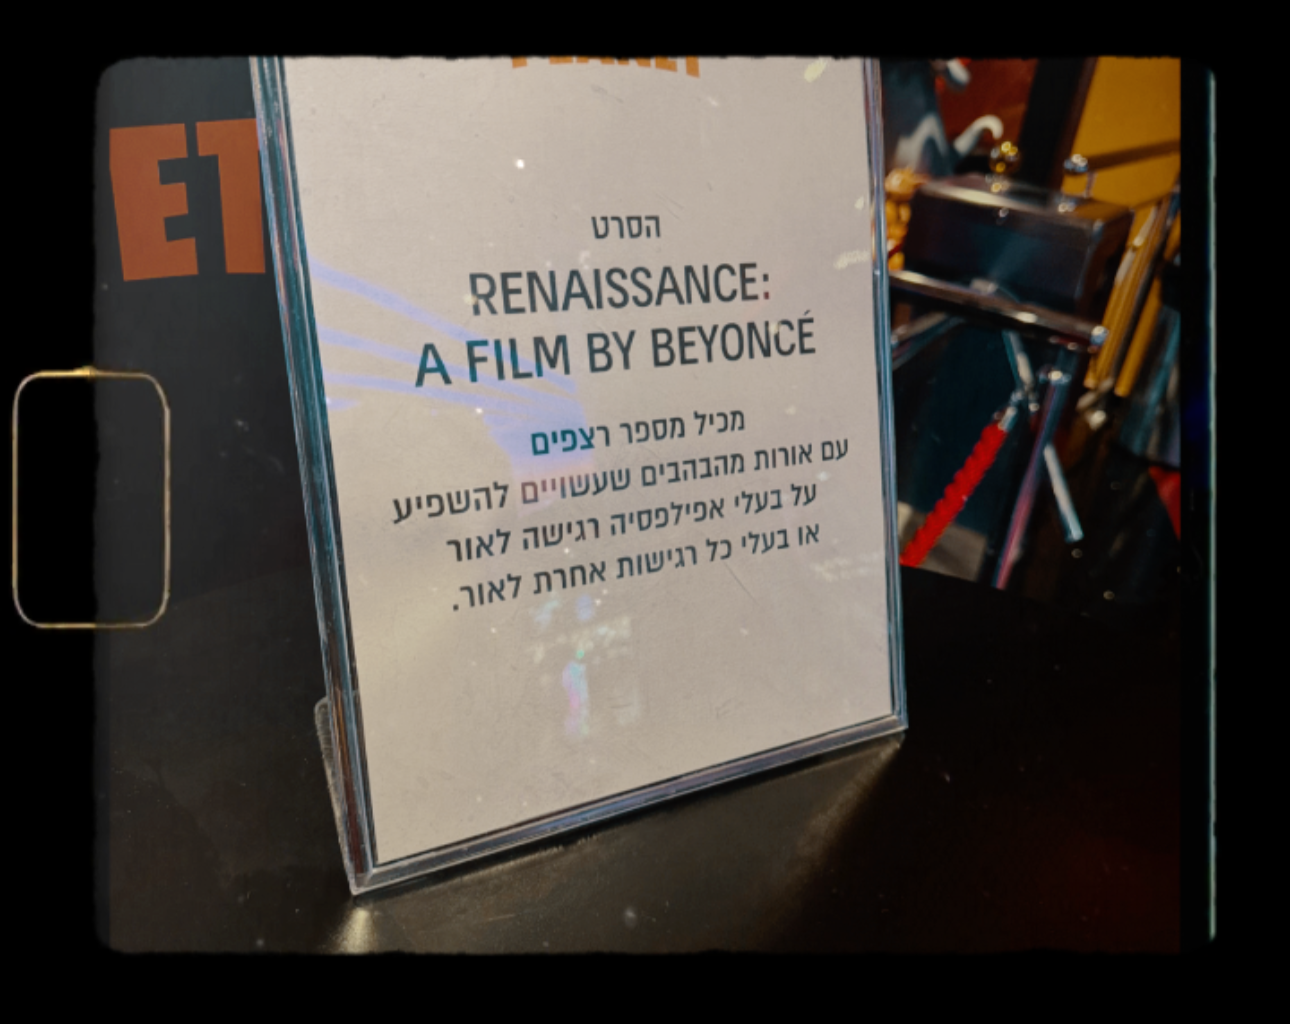 PLANET
ET
הסרט
RENAISSANCE:
A FILM BY BEYONCÉ
מכיל מספר רצפים
עם אורות מהבהבים שעשויים להשפיע
על בעלי אפילפסיה רגישה לאור
או בעלי כל רגישות אחרת לאור.